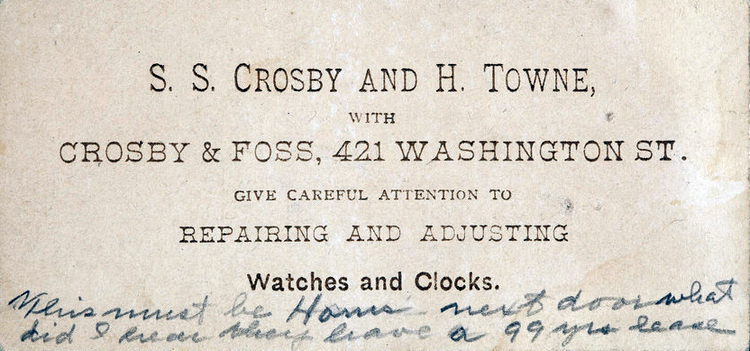 S. S. CROSBY AND H. TOWNE,
WITH
CROSBY & FOSS, 421 WASHINGTON ST.
GIVE CAREFUL ATTENTION TO
REPAIRING AND ADJUSTING
Watches and Clocks.
This must be next door what
did I hear they have a 99 yrs lease